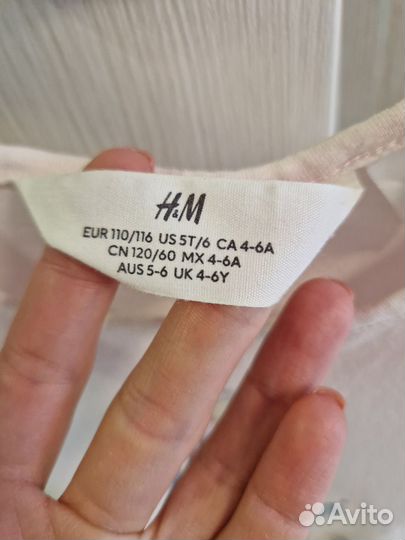 H&M
EUR 110/116 US 5T/6 CA 4-6A
CN 120/60 MX 4-6A
AUS 5-6 UK 4-6Y
Avito